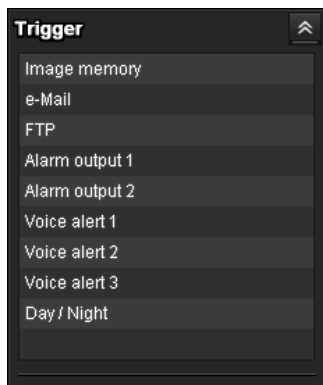 Trigger
Image memory
e-Mail
FTP
Alarm output 1
Alarm output 2
Voice alert 1
Voice alert 2
Voice alert 3
Day / Night